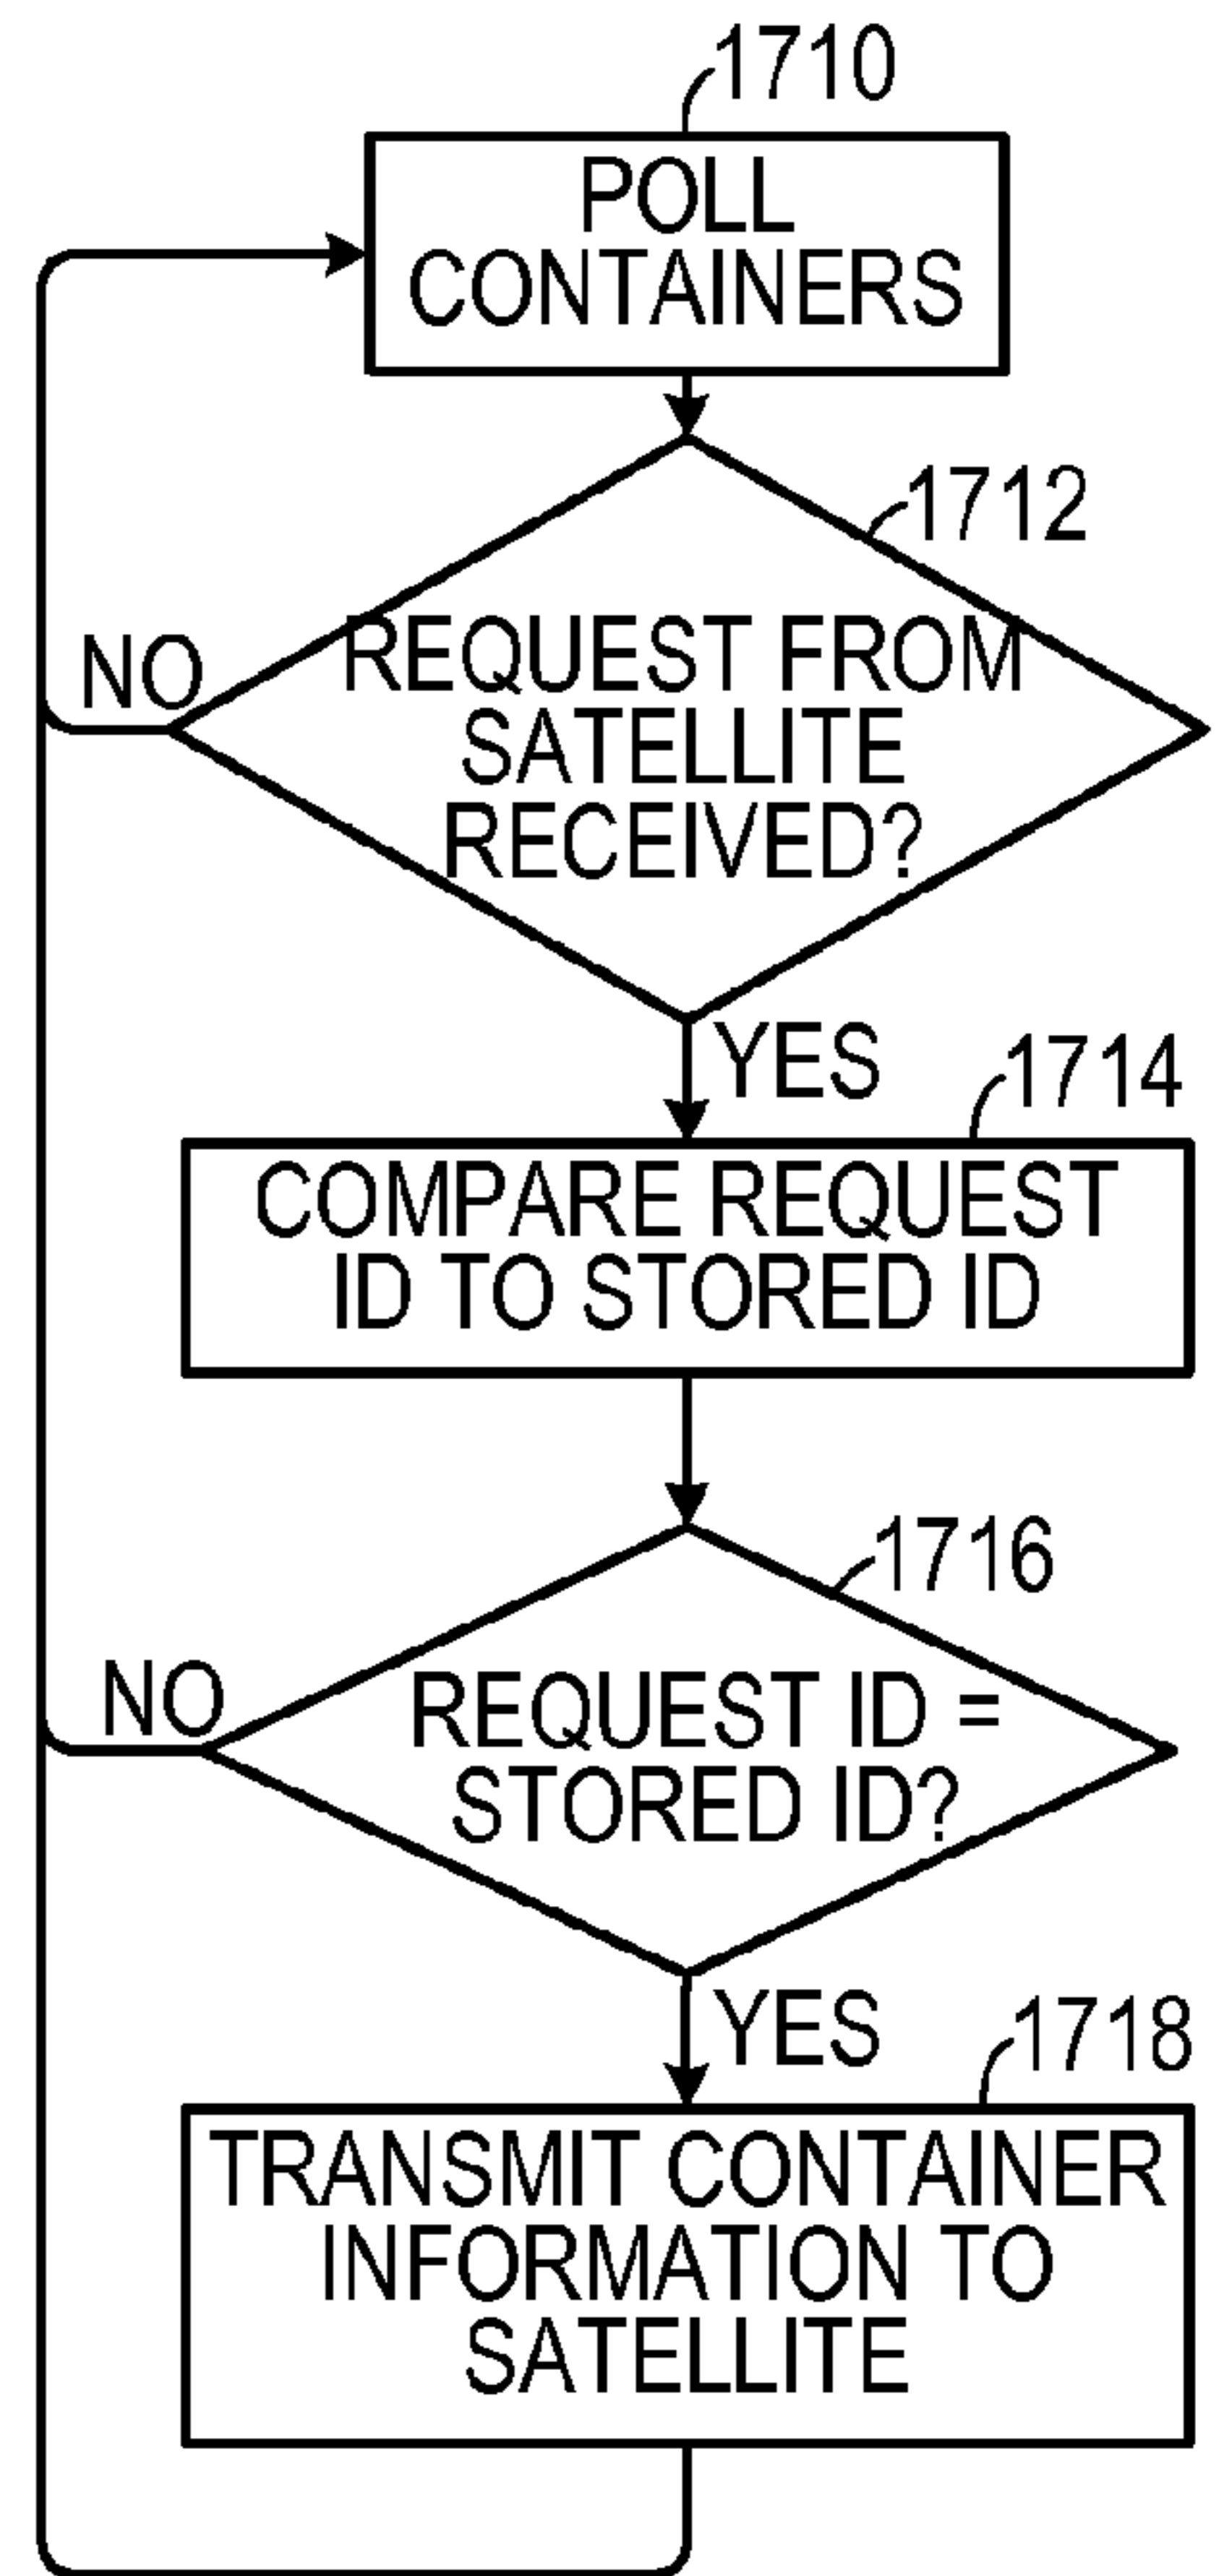 1710
POLL
CONTAINERS
1712
NO
REQUEST FROM
SATELLITE
RECEIVED?
YES
1714
COMPARE REQUEST
ID TO STORED ID
1716
NO
REQUEST ID =
STORED ID?
YES
1718
TRANSMIT CONTAINER
INFORMATION TO
SATELLITE